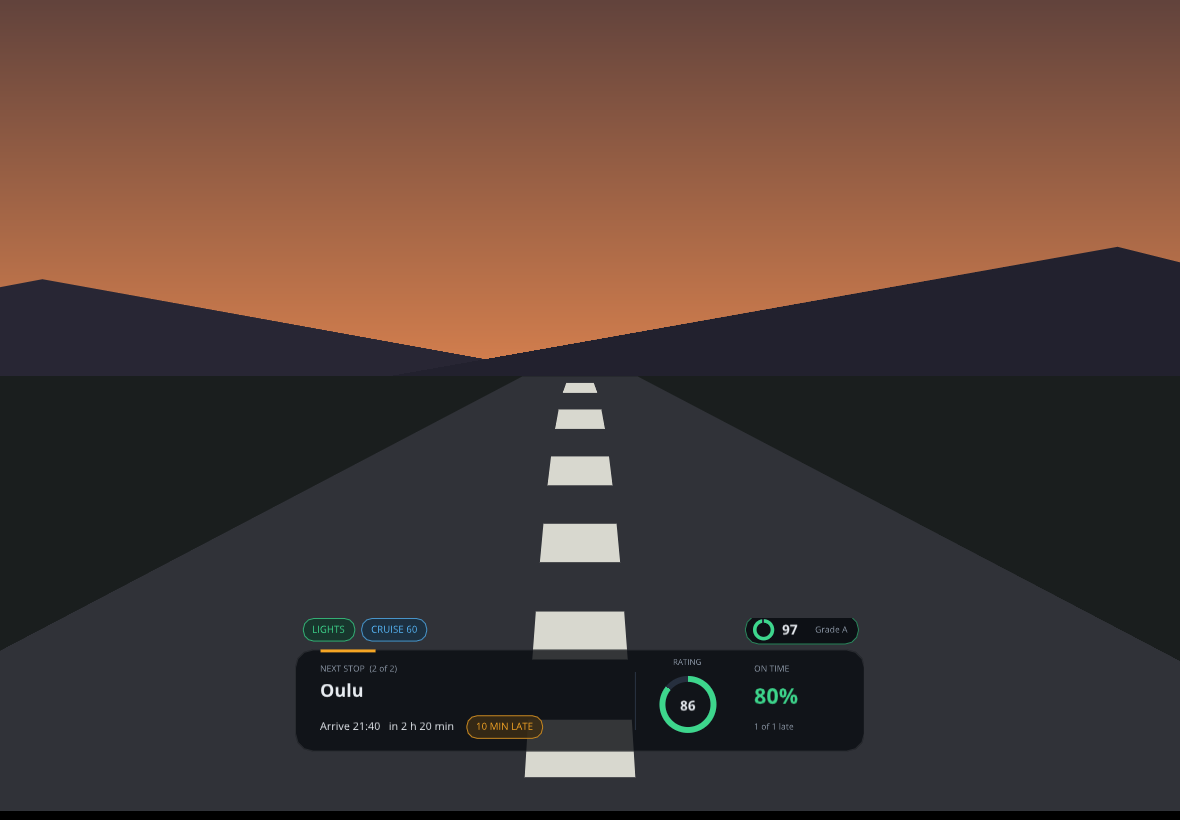 LIGHTS CRUISE 60
97 Grade A
NEXT STOP (2 of 2)
Oulu
Arrive 21:40 in 2 h 20 min 10 MIN LATE
RATING
86
ON TIME
80%
1 of 1 late